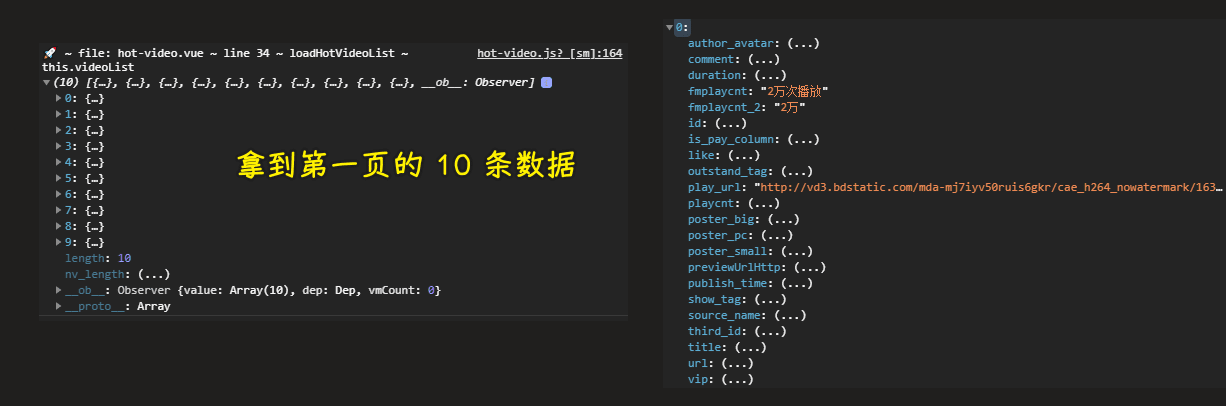 🚀 ~ file: hot-video.vue ~ line 34 ~ loadHotVideoList ~ hot-video.js? [sm]:164
this.videoList
(10) [{…}, {…}, {…}, {…}, {…}, {…}, {…}, {…}, {…}, {…}, __ob__: Observer]
0: {…}
1: {…}
2: {…}
3: {…}
4: {…}
5: {…}
6: {…}
7: {…}
8: {…}
9: {…}
length: 10
nv_length: (...)
__ob__: Observer {value: Array(10), dep: Dep, vmCount: 0}
__proto__: Array
拿到第一页的 10 条数据
0:
author_avatar: (...)
comment: (...)
duration: (...)
fmplaycnt: "2万次播放"
fmplaycnt_2: "2万"
id: (...)
is_pay_column: (...)
like: (...)
outstand_tag: (...)
play_url: "http://vd3.bdstatic.com/mda-mj7iyv50ruis6gkr/cae_h264_nowatermark/163…
playcnt: (...)
poster_big: (...)
poster_pc: (...)
poster_small: (...)
previewUrlHttp: (...)
publish_time: (...)
show_tag: (...)
source_name: (...)
third_id: (...)
title: (...)
url: (...)
vip: (...)